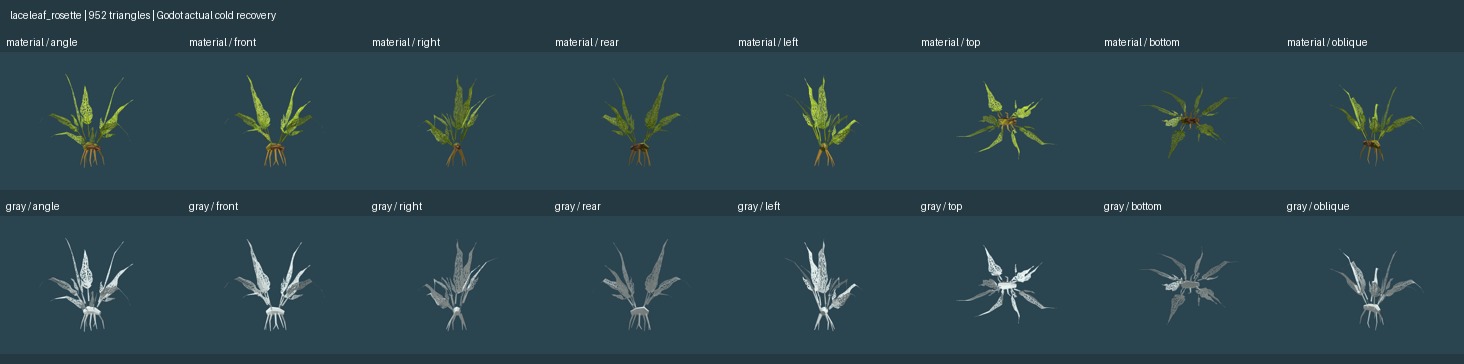 laceleaf_rosette | 952 triangles | Godot actual cold recovery
material / angle material / front material / right material / rear material / left material / top material / bottom material / oblique
gray / angle gray / front gray / right gray / rear gray / left gray / top gray / bottom gray / oblique